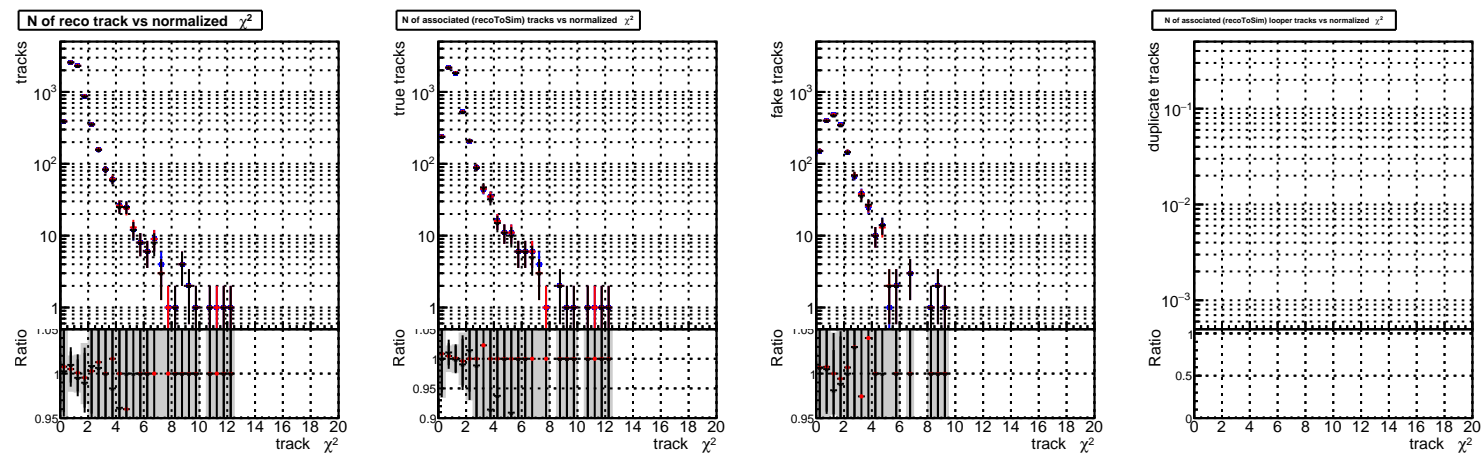 N of reco track vs normalized χ²
tracks
10³
10²
10
1
Ratio
1.05
1
0.95
0 2 4 6 8 10 12 14 16 18 20
track χ²
N of associated (recoToSim) tracks vs normalized χ²
true tracks
10³
10²
10
1
Ratio
1.05
1
0.95
0.9
0 2 4 6 8 10 12 14 16 18 20
track χ²
fake tracks
10³
10²
10
1
Ratio
1.05
1
0.95
0 2 4 6 8 10 12 14 16 18 20
track χ²
N of associated (recoToSim) looper tracks vs normalized χ²
duplicate tracks
10⁻¹
10⁻²
10⁻³
Ratio
1
0.5
0
0 2 4 6 8 10 12 14 16 18 20
track χ²